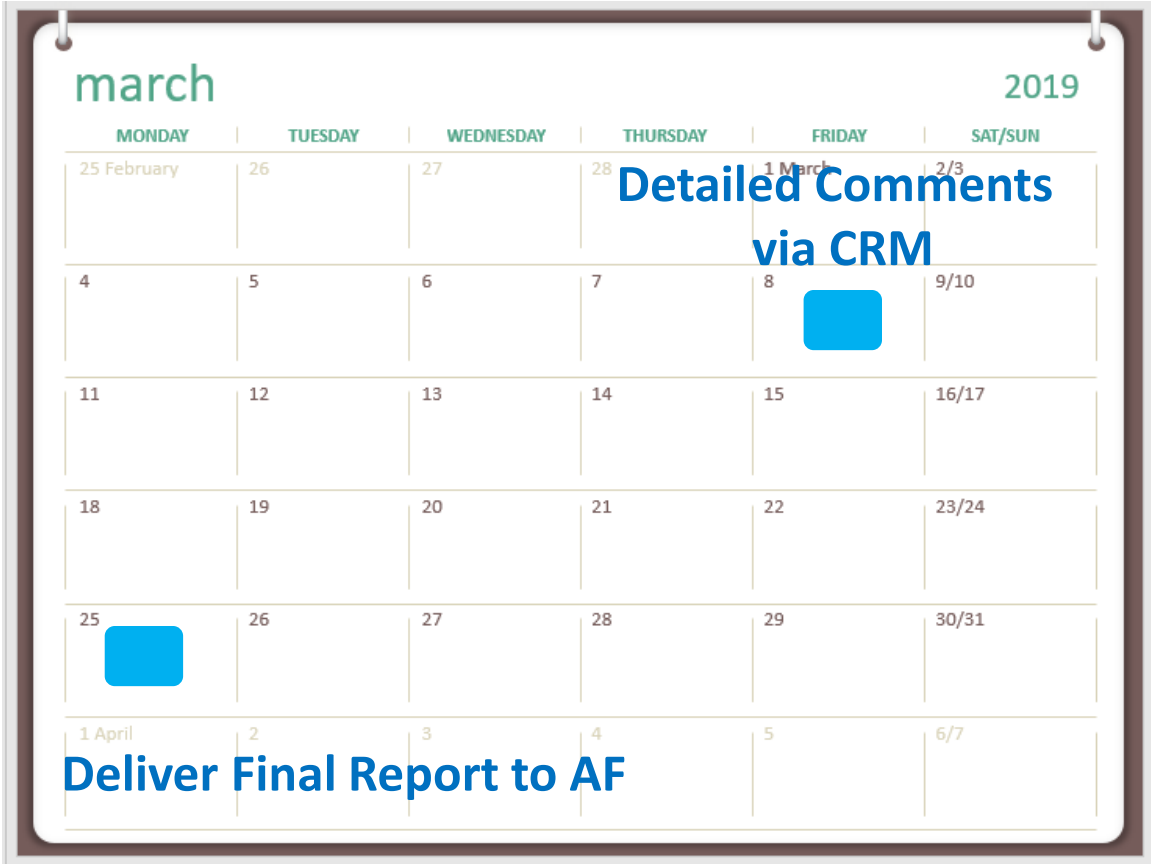 march 2019
MONDAY TUESDAY WEDNESDAY THURSDAY FRIDAY SAT/SUN
25 February 26 27 28 1 March 2/3
Detailed Comments
via CRM
4 5 6 7 8 9/10
11 12 13 14 15 16/17
18 19 20 21 22 23/24
25 26 27 28 29 30/31
1 April 2 3 4 5 6/7
Deliver Final Report to AF